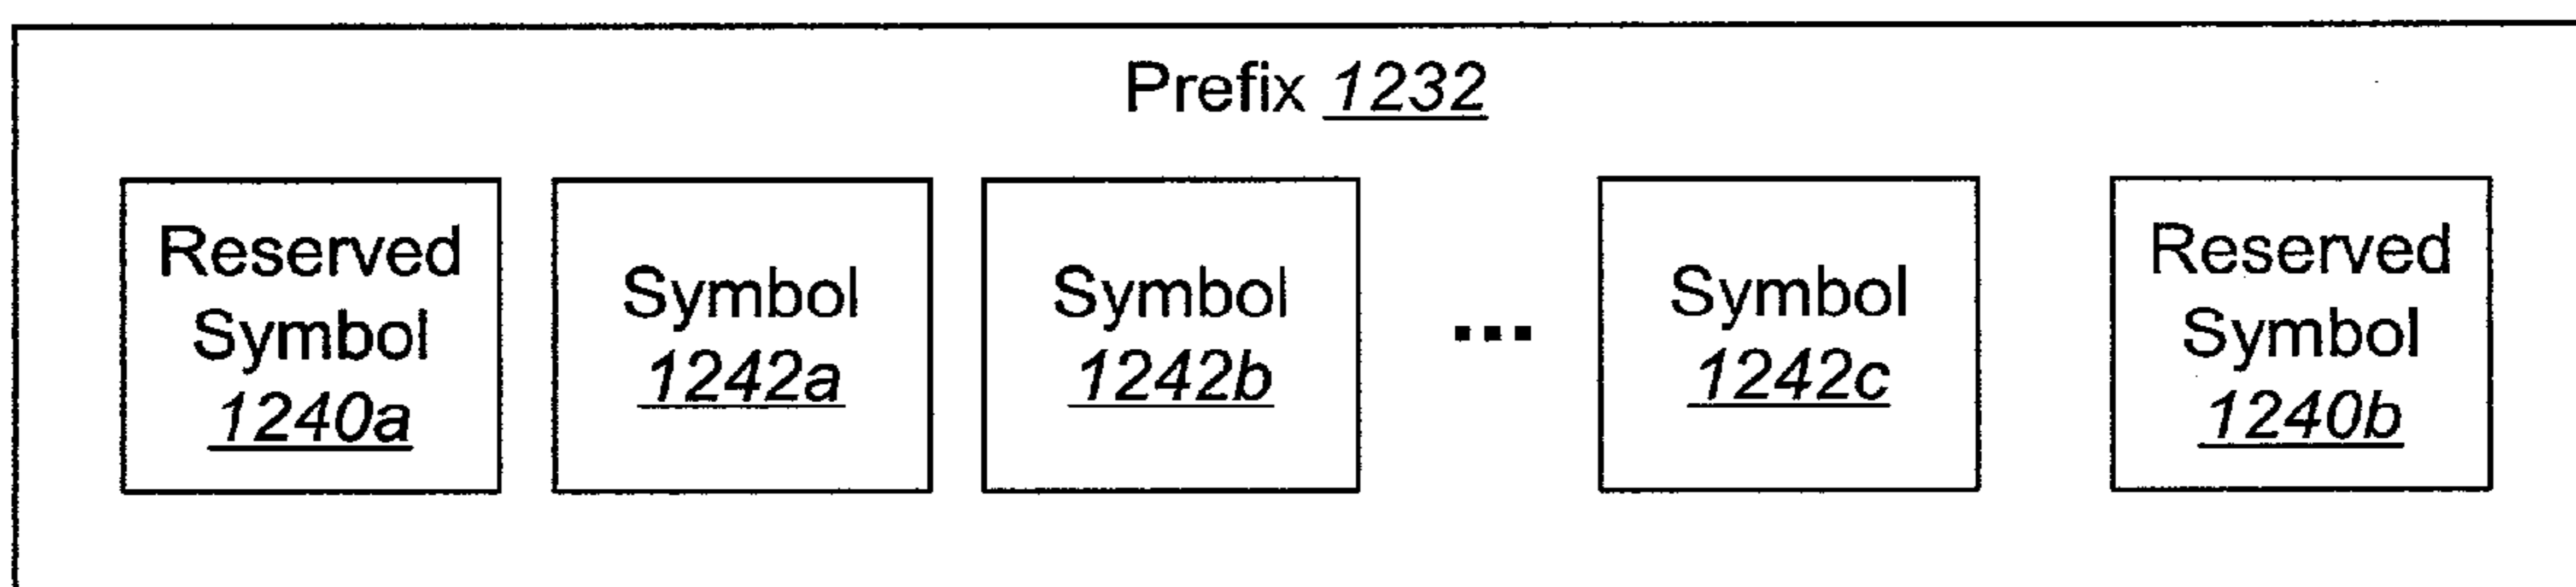 Prefix 1232
Reserved
Symbol
1240a
Symbol
1242a
Symbol
1242b
...
Symbol
1242c
Reserved
Symbol
1240b